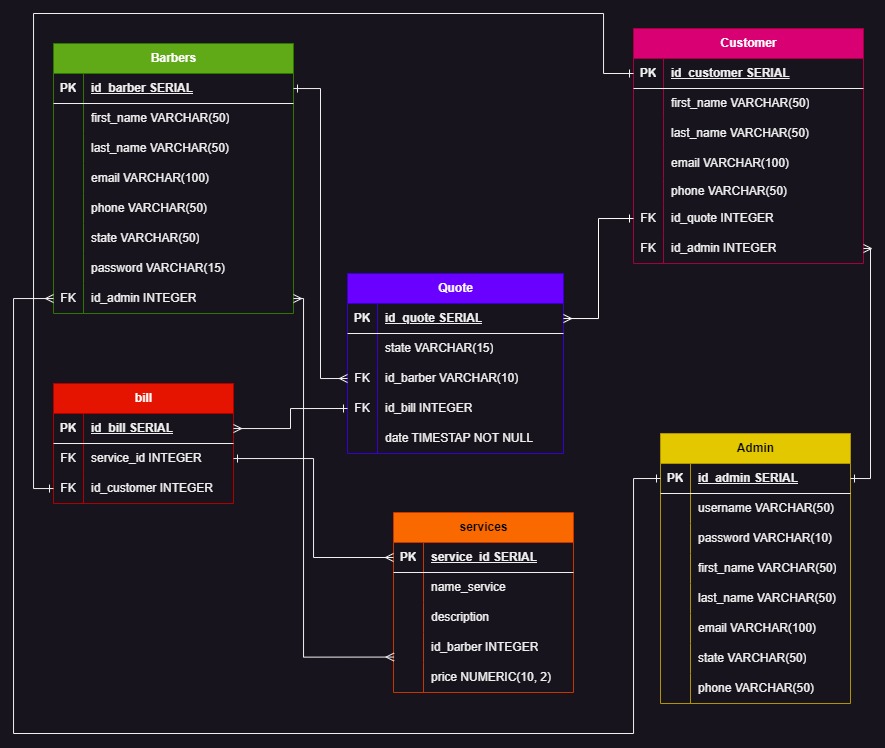 Barbers
PK id_barber SERIAL
first_name VARCHAR(50)
last_name VARCHAR(50)
email VARCHAR(100)
phone VARCHAR(50)
state VARCHAR(50)
password VARCHAR(15)
FK id_admin INTEGER
Customer
PK id_customer SERIAL
first_name VARCHAR(50)
last_name VARCHAR(50)
email VARCHAR(100)
phone VARCHAR(50)
FK id_quote INTEGER
FK id_admin INTEGER
Quote
PK id_quote SERIAL
state VARCHAR(15)
FK id_barber VARCHAR(10)
FK id_bill INTEGER
date TIMESTAP NOT NULL
bill
PK id_bill SERIAL
FK service_id INTEGER
FK id_customer INTEGER
services
PK service_id SERIAL
name_service
description
id_barber INTEGER
price NUMERIC(10, 2)
Admin
PK id_admin SERIAL
username VARCHAR(50)
password VARCHAR(10)
first_name VARCHAR(50)
last_name VARCHAR(50)
email VARCHAR(100)
state VARCHAR(50)
phone VARCHAR(50)